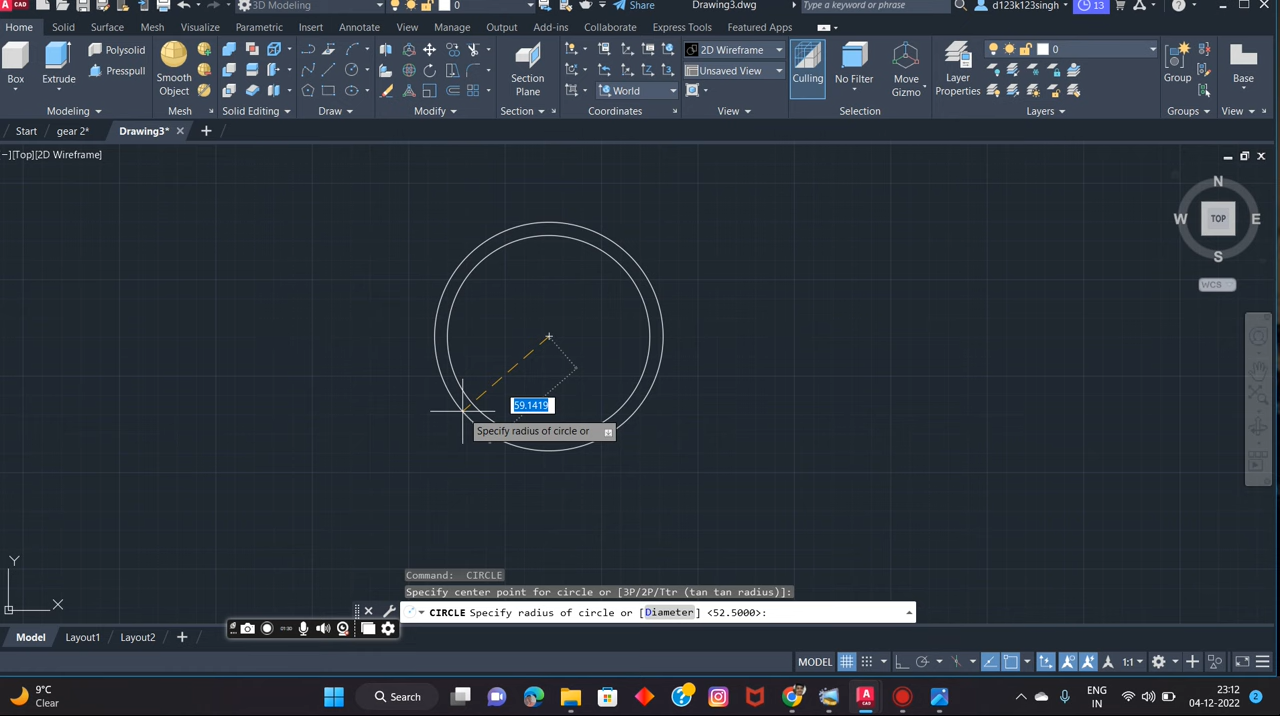 CAD
3D Modeling
0
Share
Drawing3.dwg
Type a keyword or phrase
d123k123singh
13
Home
Solid
Surface
Mesh
Visualize
Parametric
Insert
Annotate
View
Manage
Output
Add-ins
Collaborate
Express Tools
Featured Apps
Box
Extrude
Polysolid
Presspull
Smooth Object
Section Plane
World
2D Wireframe
Unsaved View
Culling
No Filter
Move Gizmo
Layer Properties
0
Group
Base
Modeling
Mesh
Solid Editing
Draw
Modify
Section
Coordinates
View
Selection
Layers
Groups
View
Start
gear 2*
Drawing3*
−][Top][2D Wireframe]
N
W
TOP
E
S
WCS
59.1419
Specify radius of circle or
Y
X
Command: CIRCLE
Specify center point for circle or [3P/2P/Ttr (tan tan radius)]:
CIRCLE Specify radius of circle or [Diameter] <52.5000>:
Model
Layout1
Layout2
MODEL
1:1
9°C
Clear
Search
ENG
IN
23:12
04-12-2022
2